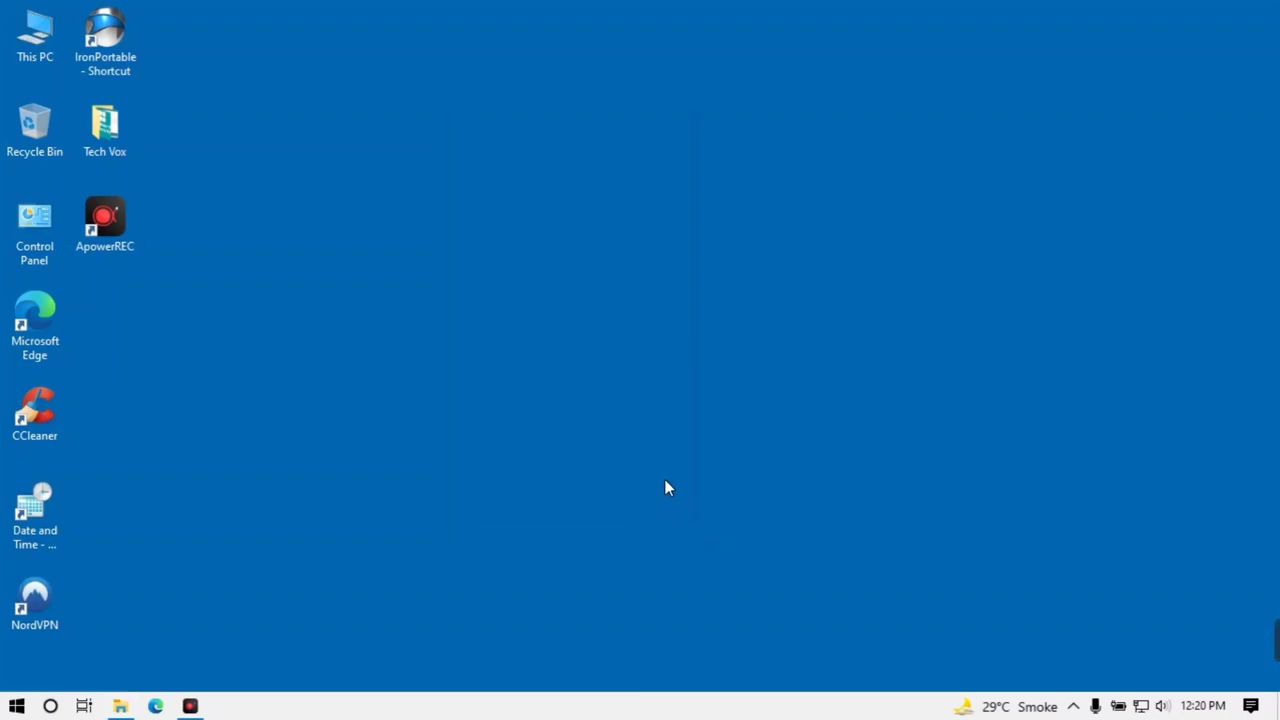 This PC
IronPortable
- Shortcut
Recycle Bin
Tech Vox
Control
Panel
ApowerREC
Microsoft
Edge
CCleaner
Date and
Time - ...
NordVPN
29°C Smoke
12:20 PM